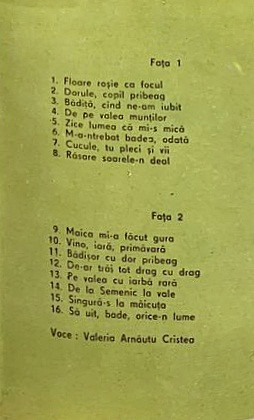 Fața 1
1. Floare roșie ca focul
2. Dorule, copil pribeag
3. Bădiță, cînd ne-am iubit
4. De pe valea munților
5. Zice lumea că mi-s mică
6. M-a-ntrebat badea, odată
7. Cucule, tu pleci și vii
8. Răsare soarele-n deal
Fața 2
9. Maica mi-a făcut gura
10. Vino, iară, primăvară
11. Bădișor cu dor pribeag
12. De-ar trăi tot drag cu drag
13. Pe valea cu iarbă rară
14. De la Semenic la vale
15. Singură-s la măicuța
16. Să uit, bade, orice-n lume
Voce : Valeria Arnăutu Cristea